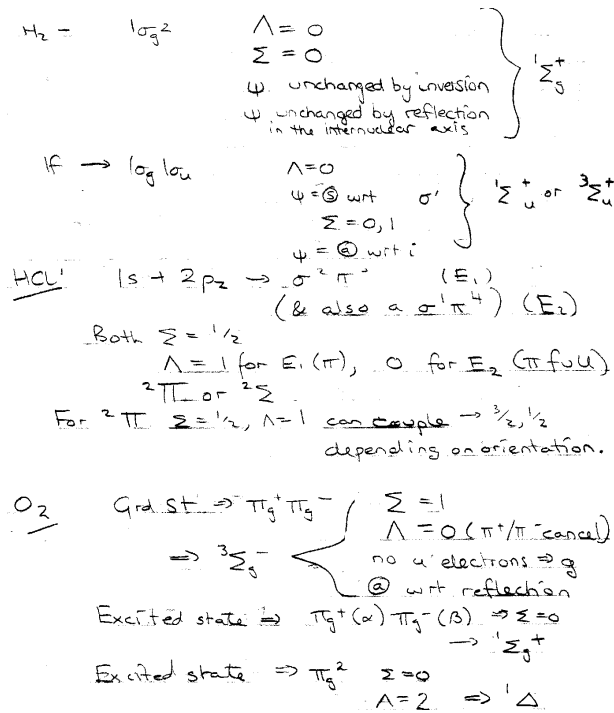 H₂ - 1σg² Λ = 0
Σ = 0
ψ unchanged by inversion
ψ unchanged by reflection
in the internuclear axis
¹Σg⁺
If → 1σg 1σu Λ=0
ψ = ⓢ wrt σ'
Σ = 0, 1
ψ = ⓐ wrt i
¹Σu⁺ or ³Σu⁺
HCL' 1s + 2pz → σ² π³ (E₁)
(& also a σ¹π⁴) (E₂)
Both Σ = ¹/₂
Λ = 1 for E₁ (π), 0 for E₂ (π full)
²Π or ²Σ
For ²Π Σ = ¹/₂, Λ=1 can couple → ³/₂, ¹/₂
depending on orientation.
O₂ Grd St ⇒ πg⁺ πg⁻ Σ = 1
Λ = 0 (π⁺/π⁻ cancel)
⇒ ³Σg⁻ no u electrons ⇒ g
ⓐ wrt reflection
Excited state ⇒ πg⁺(α) πg⁻(β) ⇒ Σ=0
→ ¹Σg⁺
Excited state ⇒ πg² Σ=0
Λ = 2 ⇒ ¹Δ